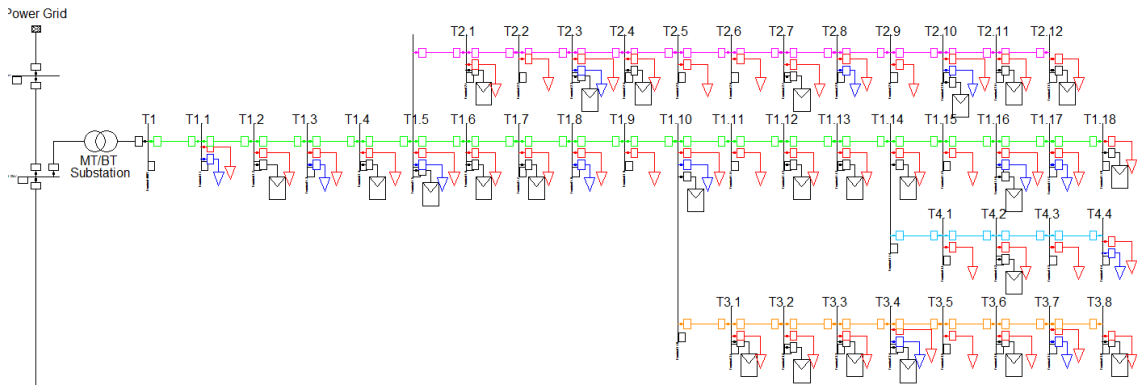 Power Grid
T2.1 T2.2 T2.3 T2.4 T2.5 T2.6 T2.7 T2.8 T2.9 T2.10 T2.11 T2.12
T1 T1.1 T1.2 T1.3 T1.4 T1.5 T1.6 T1.7 T1.8 T1.9 T1.10 T1.11 T1.12 T1.13 T1.14 T1.15 T1.16 T1.17 T1.18
MT/BT
Substation
T4.1 T4.2 T4.3 T4.4
T3.1 T3.2 T3.3 T3.4 T3.5 T3.6 T3.7 T3.8